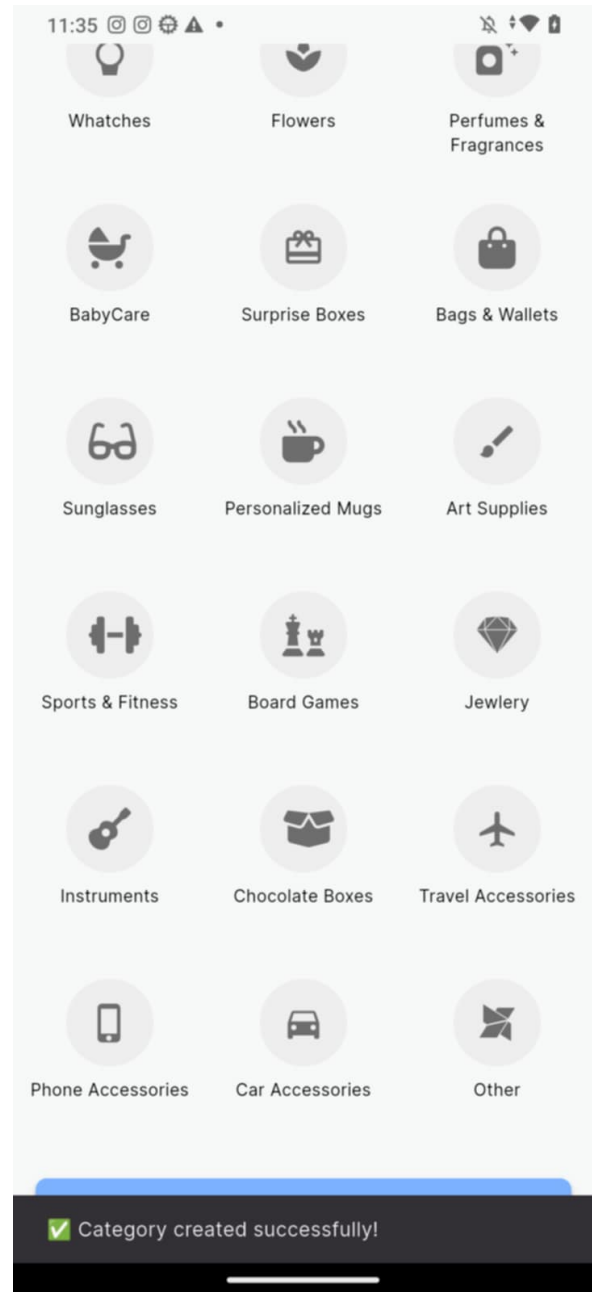 11:35
Whatches Flowers Perfumes &
Fragrances
BabyCare Surprise Boxes Bags & Wallets
Sunglasses Personalized Mugs Art Supplies
Sports & Fitness Board Games Jewlery
Instruments Chocolate Boxes Travel Accessories
Phone Accessories Car Accessories Other
✅ Category created successfully!